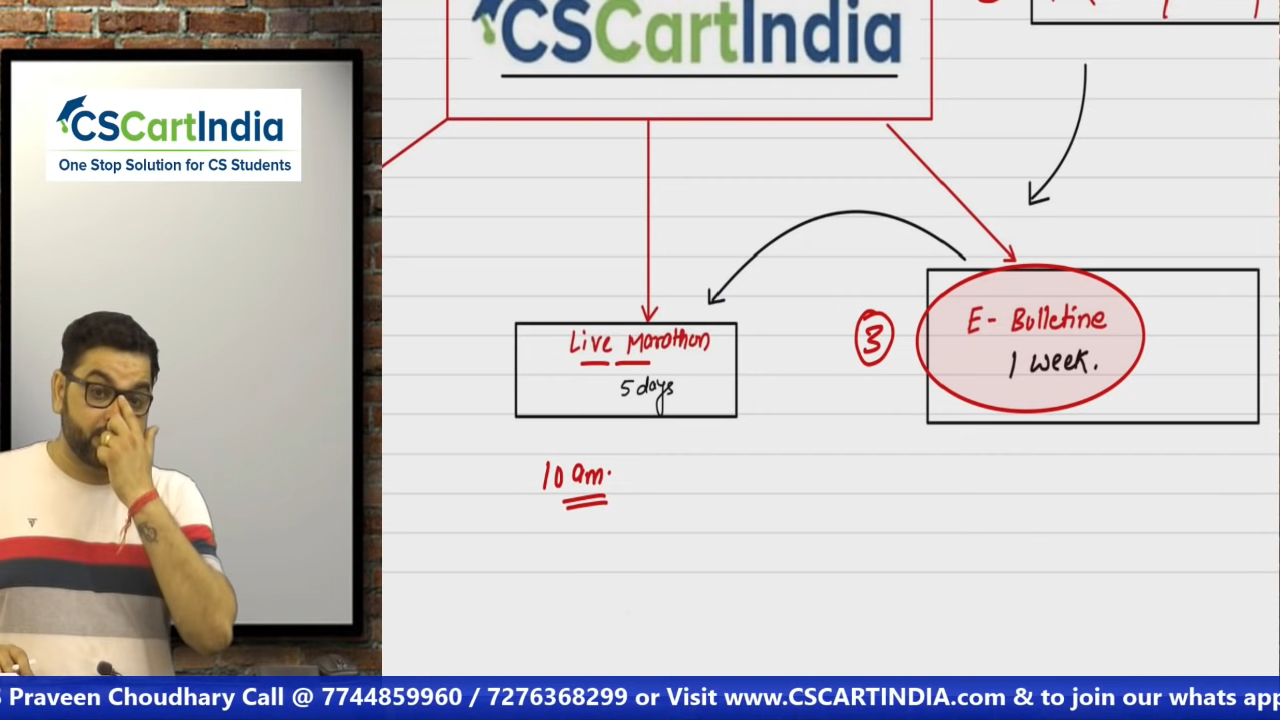 CSCartIndia
One Stop Solution for CS Students
CSCartIndia
Live Marathon
5 days
10 am.
3
E- Bulletine
1 week.
Praveen Choudhary Call @ 7744859960 / 7276368299 or Visit www.CSCARTINDIA.com & to join our whats app